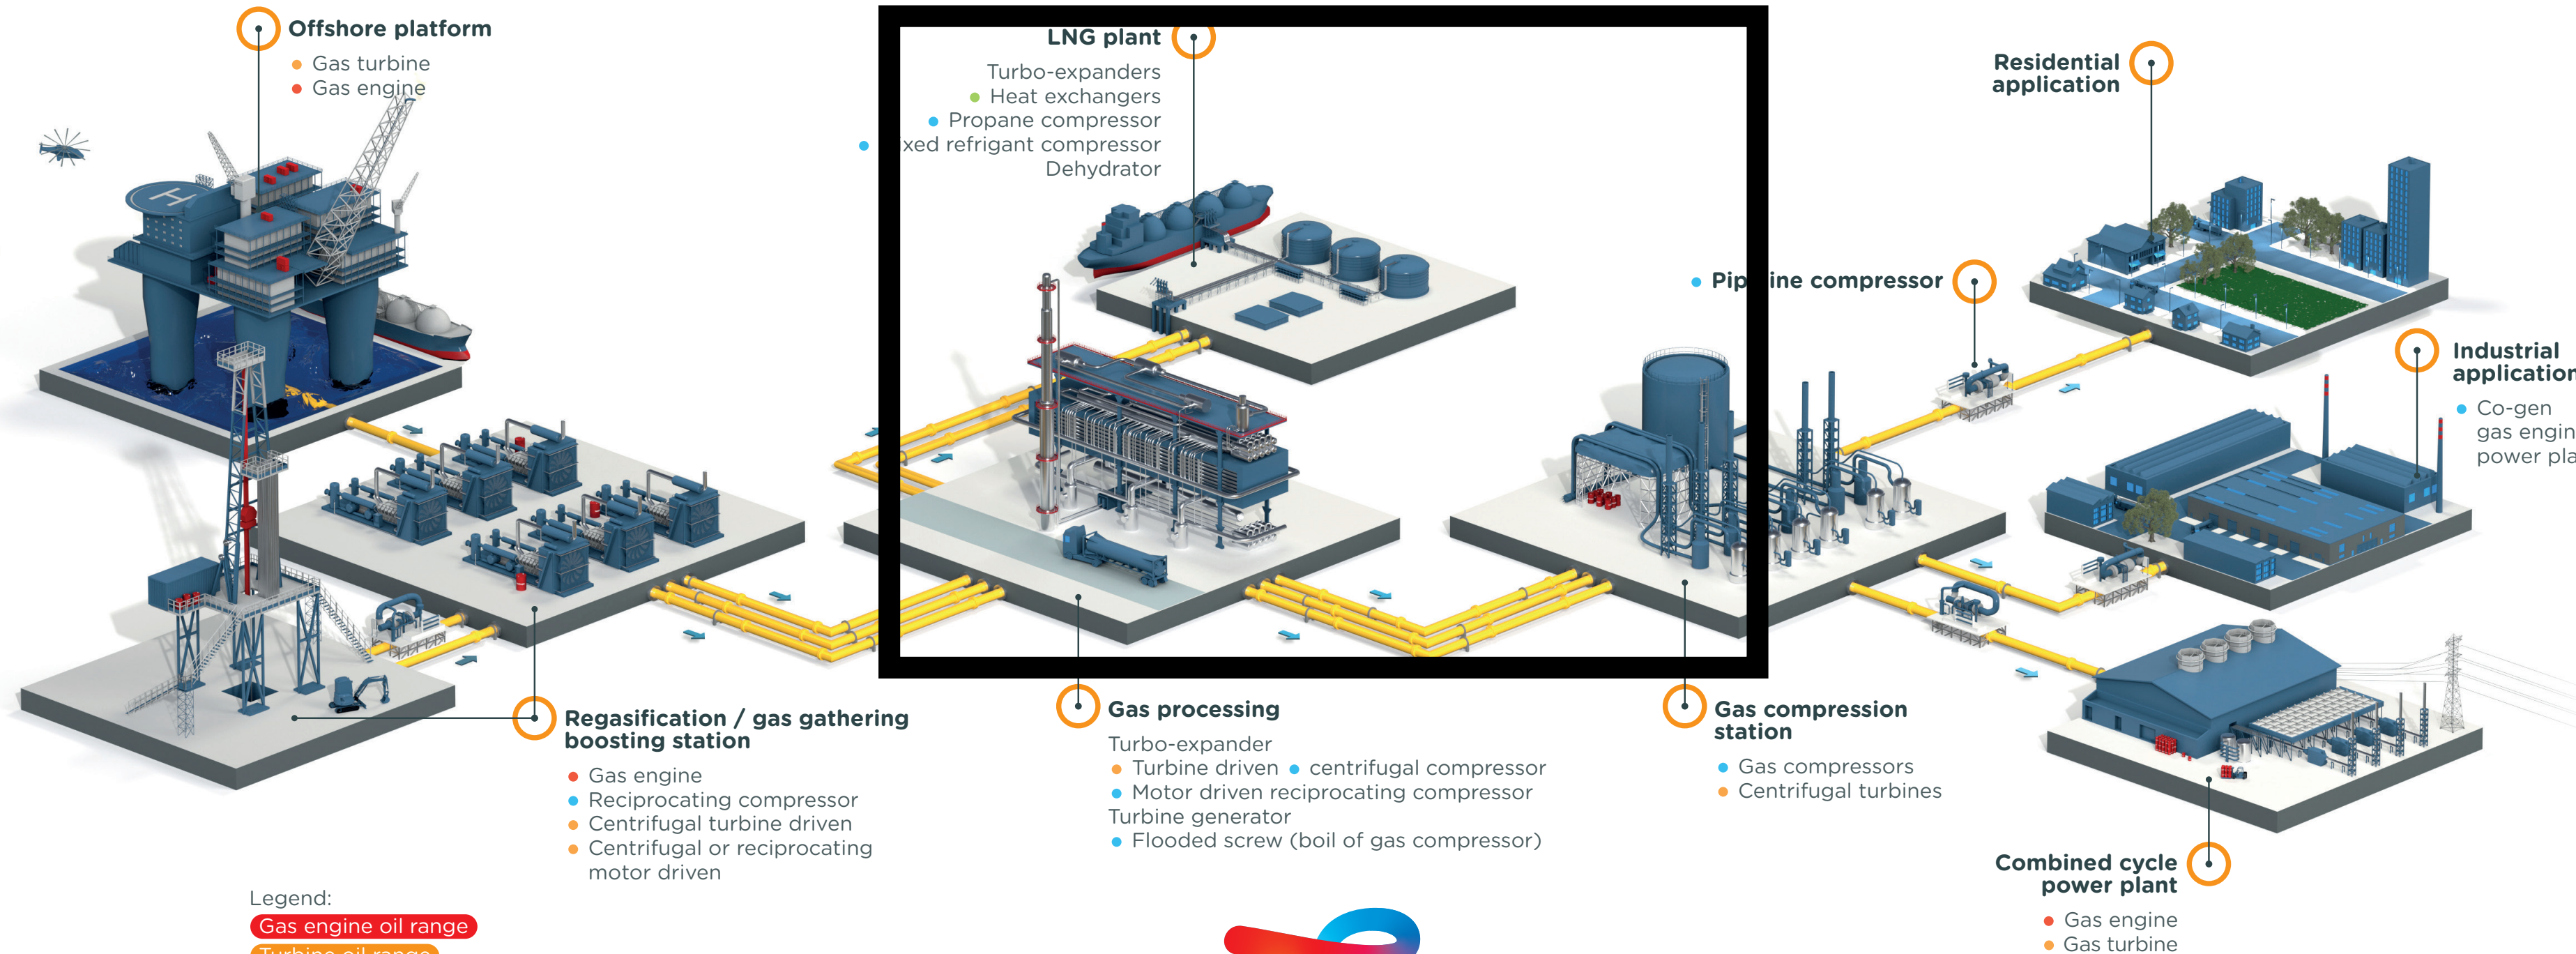 Offshore platform
Gas turbine
Gas engine
LNG plant
Turbo-expanders
Heat exchangers
Propane compressor
xed refrigant compressor
Dehydrator
Residential
application
Pip ine compressor
Industrial
application
Co-gen
gas engin
power pla
Regasification / gas gathering
boosting station
Gas engine
Reciprocating compressor
Centrifugal turbine driven
Centrifugal or reciprocating
motor driven
Gas processing
Turbo-expander
Turbine driven centrifugal compressor
Motor driven reciprocating compressor
Turbine generator
Flooded screw (boil of gas compressor)
Gas compression
station
Gas compressors
Centrifugal turbines
Combined cycle
power plant
Gas engine
Gas turbine
Legend:
Gas engine oil range
Turbine oil range
H